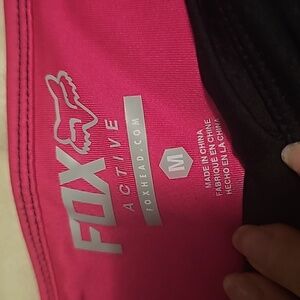 FOX
ACTIVE
FOXHEAD.COM
M
MADE IN CHINA
FABRIQUÉ EN CHINE
HECHO EN LA CHINA